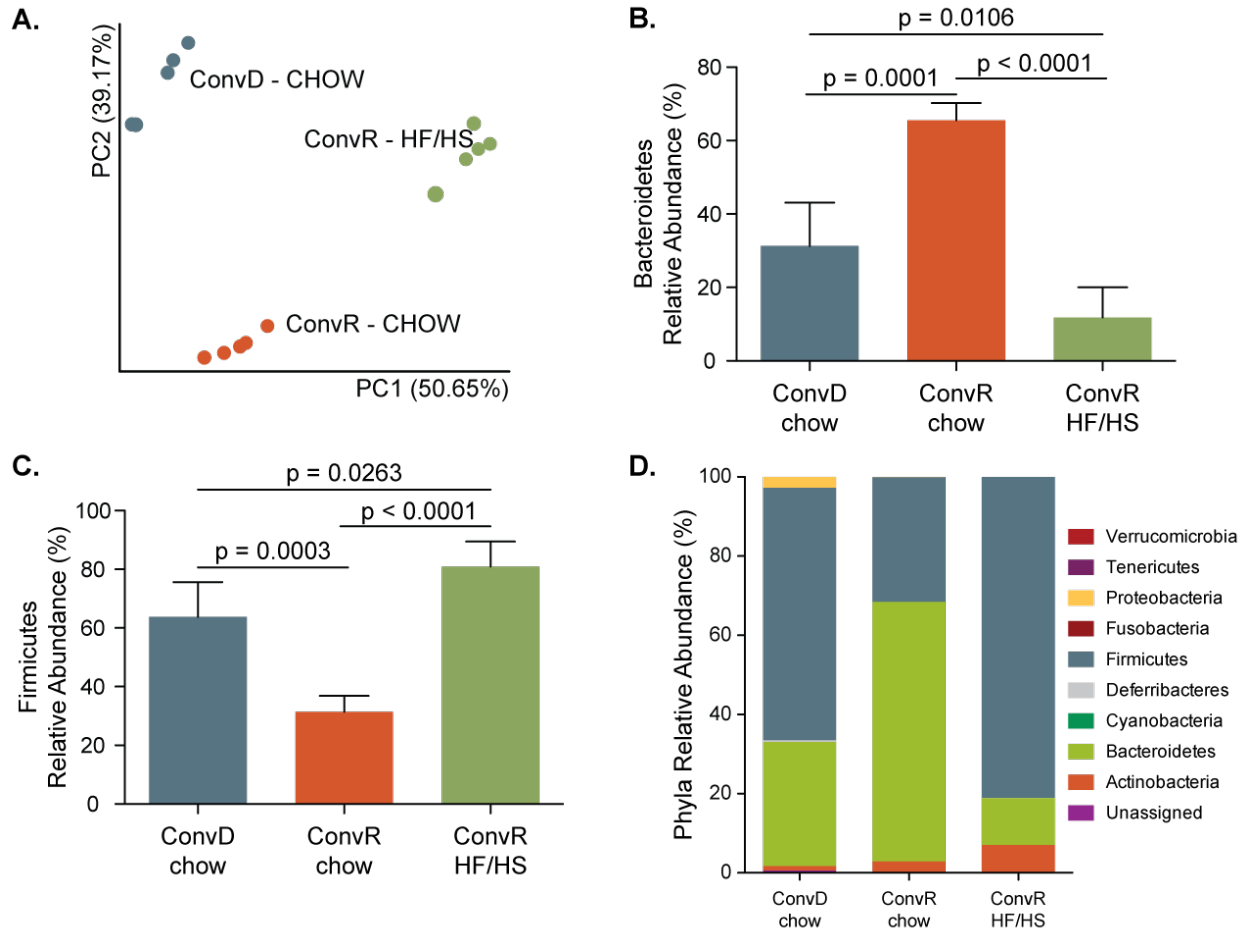 A.
PC2 (39.17%)
ConvD - CHOW
ConvR - HF/HS
ConvR - CHOW
PC1 (50.65%)
B.
p = 0.0106
p = 0.0001
p < 0.0001
Bacteroidetes
Relative Abundance (%)
80
60
40
20
0
ConvD
chow
ConvR
chow
ConvR
HF/HS
C.
p = 0.0263
p < 0.0001
p = 0.0003
Firmicutes
Relative Abundance (%)
100
80
60
40
20
0
ConvD
chow
ConvR
chow
ConvR
HF/HS
D.
Phyla Relative Abundance (%)
100
80
60
40
20
0
ConvD
chow
ConvR
chow
ConvR
HF/HS
Verrucomicrobia
Tenericutes
Proteobacteria
Fusobacteria
Firmicutes
Deferribacteres
Cyanobacteria
Bacteroidetes
Actinobacteria
Unassigned